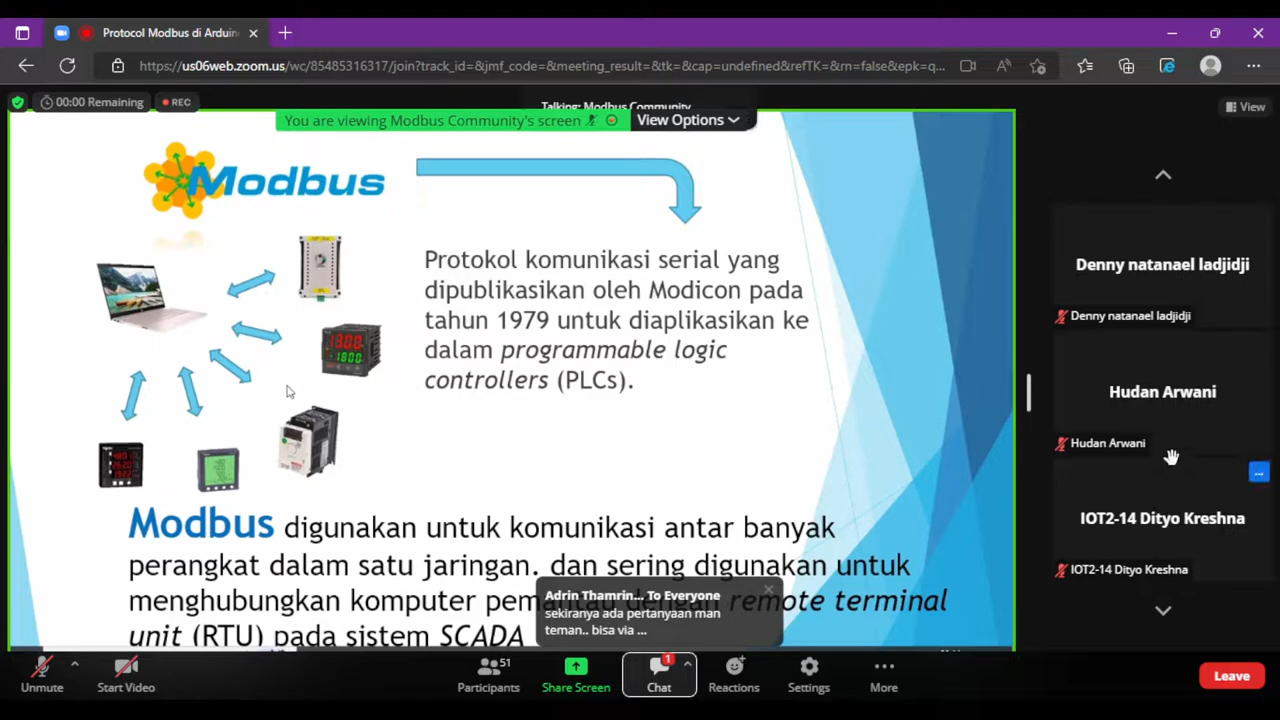 Protocol Modbus di Arduin
https://us06web.zoom.us/wc/85485316317/join?track_id=&jmf_code=&meeting_result=&tk=&cap=undefined&refTK=&rn=false&epk=q...
00:00 Remaining
REC
Talking: Modbus Community
View
You are viewing Modbus Community's screen
View Options
Modbus
Protokol komunikasi serial yang
dipublikasikan oleh Modicon pada
tahun 1979 untuk diaplikasikan ke
dalam programmable logic
controllers (PLCs).
Modbus digunakan untuk komunikasi antar banyak
perangkat dalam satu jaringan. dan sering digunakan untuk
menghubungkan komputer pemantau dengan remote terminal
unit (RTU) pada sistem SCADA
Adrin Thamrin... To Everyone
sekiranya ada pertanyaan man
teman.. bisa via ...
Denny natanael ladjidji
Denny natanael ladjidji
Hudan Arwani
Hudan Arwani
...
IOT2-14 Dityo Kreshna
IOT2-14 Dityo Kreshna
Unmute
Start Video
51
Participants
Share Screen
1
Chat
Reactions
Settings
More
Leave